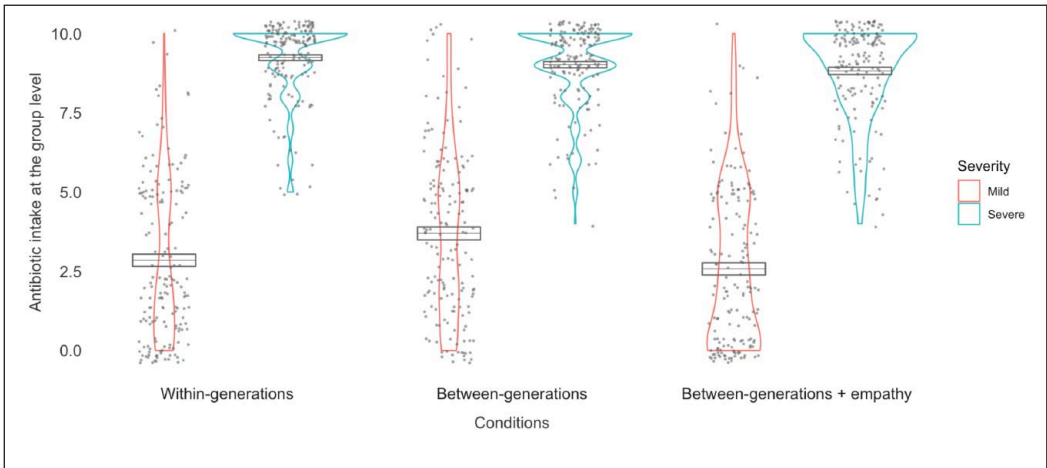 Antibiotic intake at the group level
10.0
7.5
5.0
2.5
0.0
Within-generations
Between-generations
Between-generations + empathy
Conditions
Severity
Mild
Severe